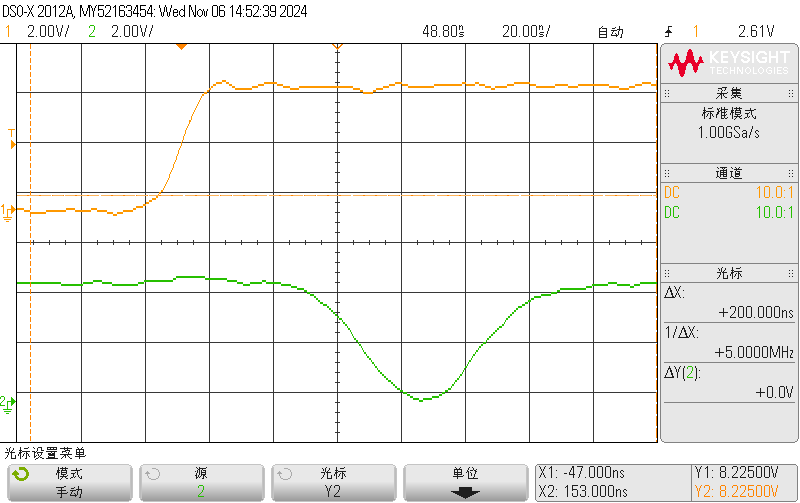 DSO-X 2012A, MY52163454: Wed Nov 06 14:52:39 2024
1 2.00V/ 2 2.00V/ 48.80s 20.00s/ 自动 1 2.61V
KEYSIGHT
TECHNOLOGIES
采集
标准模式
1.00GSa/s
通道
DC 10.0:1
DC 10.0:1
光标
ΔX:
+200.000ns
1/ΔX:
+5.0000MHz
ΔY(2):
+0.0V
T
1
2
光标设置菜单
模式
手动
源
2
光标
Y2
单位
X1: -47.000ns
X2: 153.000ns
Y1: 8.22500V
Y2: 8.22500V